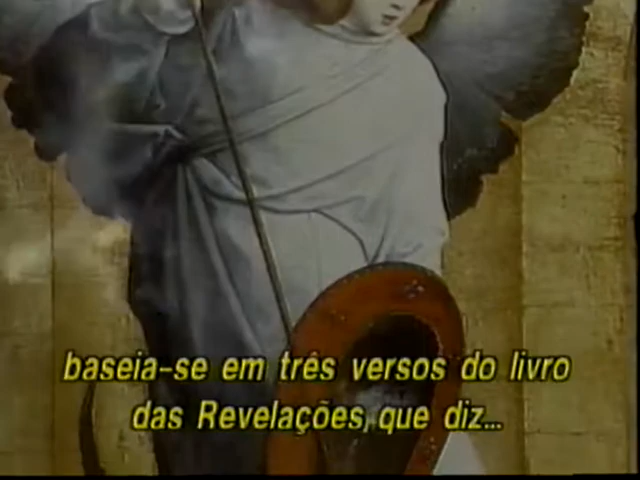 baseia-se em três versos do livro
das Revelações, que diz...